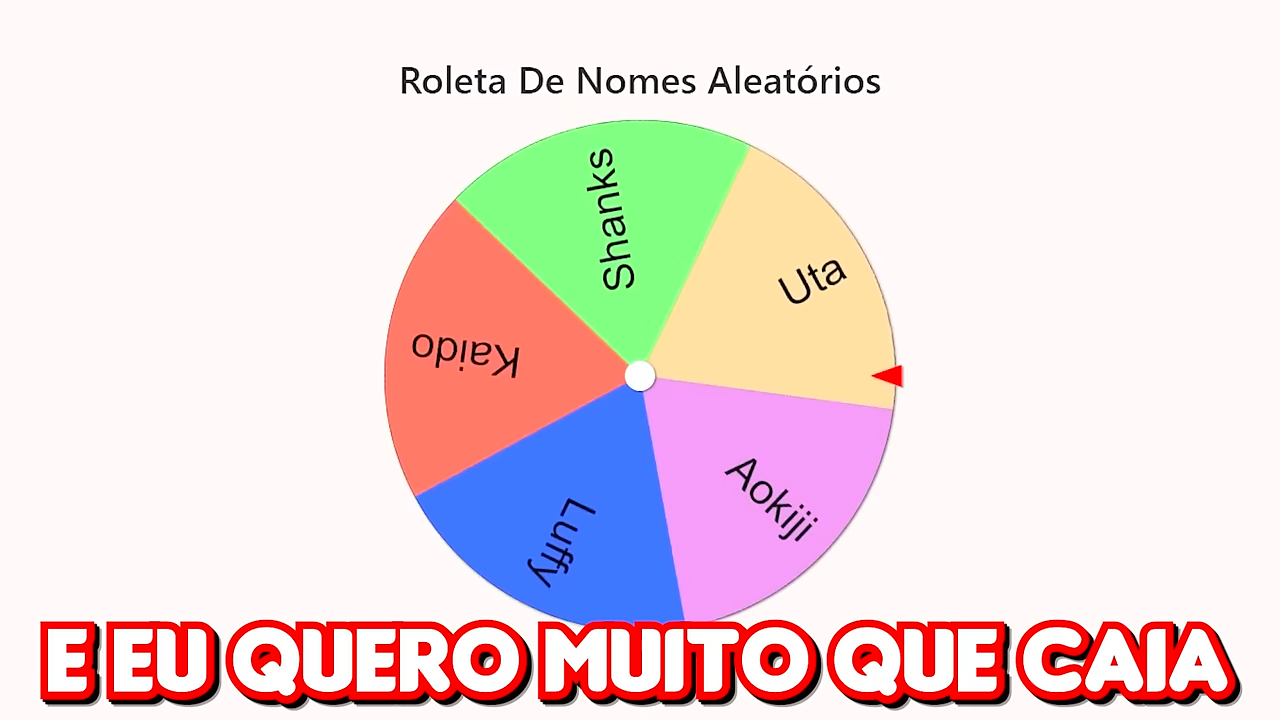 Roleta De Nomes Aleatórios
Shanks
Uta
Kaido
Aokiji
Luffy
E EU QUERO MUITO QUE CAIA